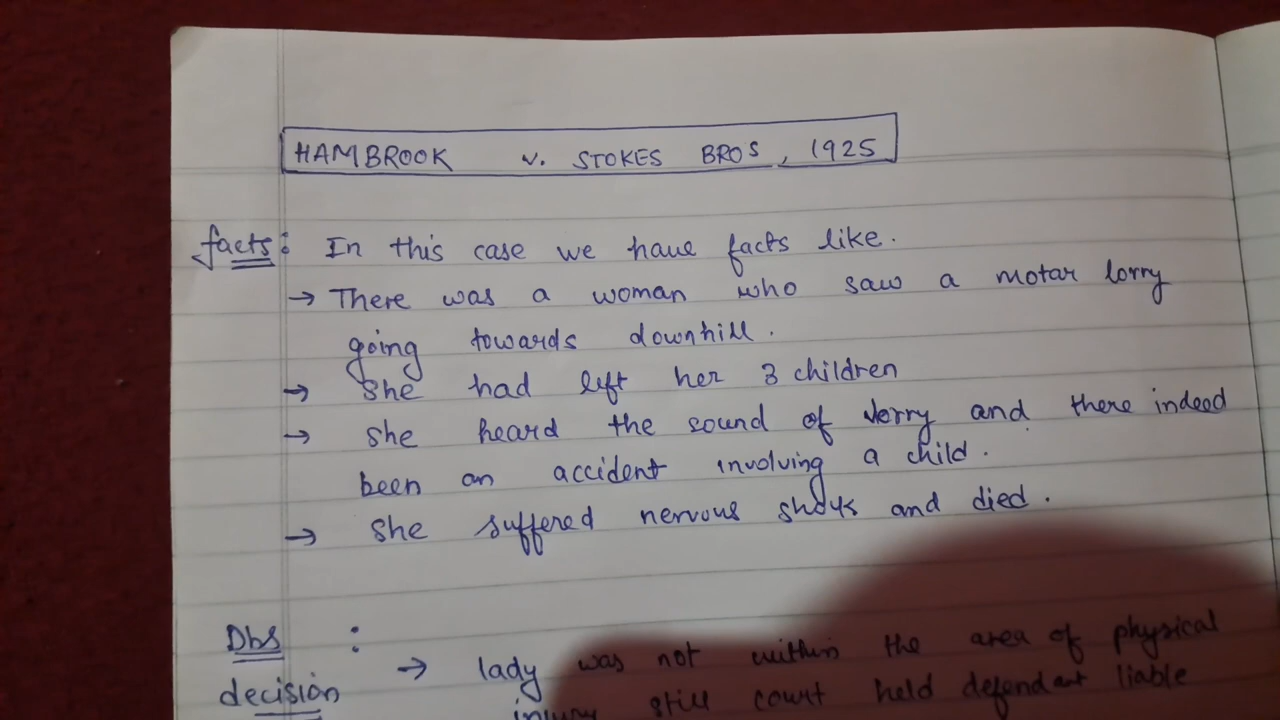 HAMBROOK v. STOKES BROS, 1925
facts: In this case we have facts like.
→ There was a woman who saw a motar lorry
going towards downhill.
→ She had left her 3 children
→ she heard the sound of lorry and there indeed
been an accident involving a child.
→ She suffered nervous shoks and died.
Dbs :
→ lady was not within the area of physical
decision
injury still court held defendant liable